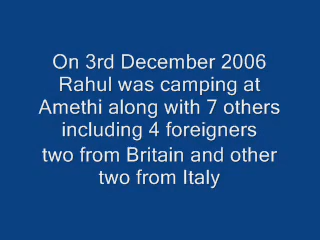 On 3rd December 2006
Rahul was camping at
Amethi along with 7 others
including 4 foreigners
two from Britain and other
two from Italy